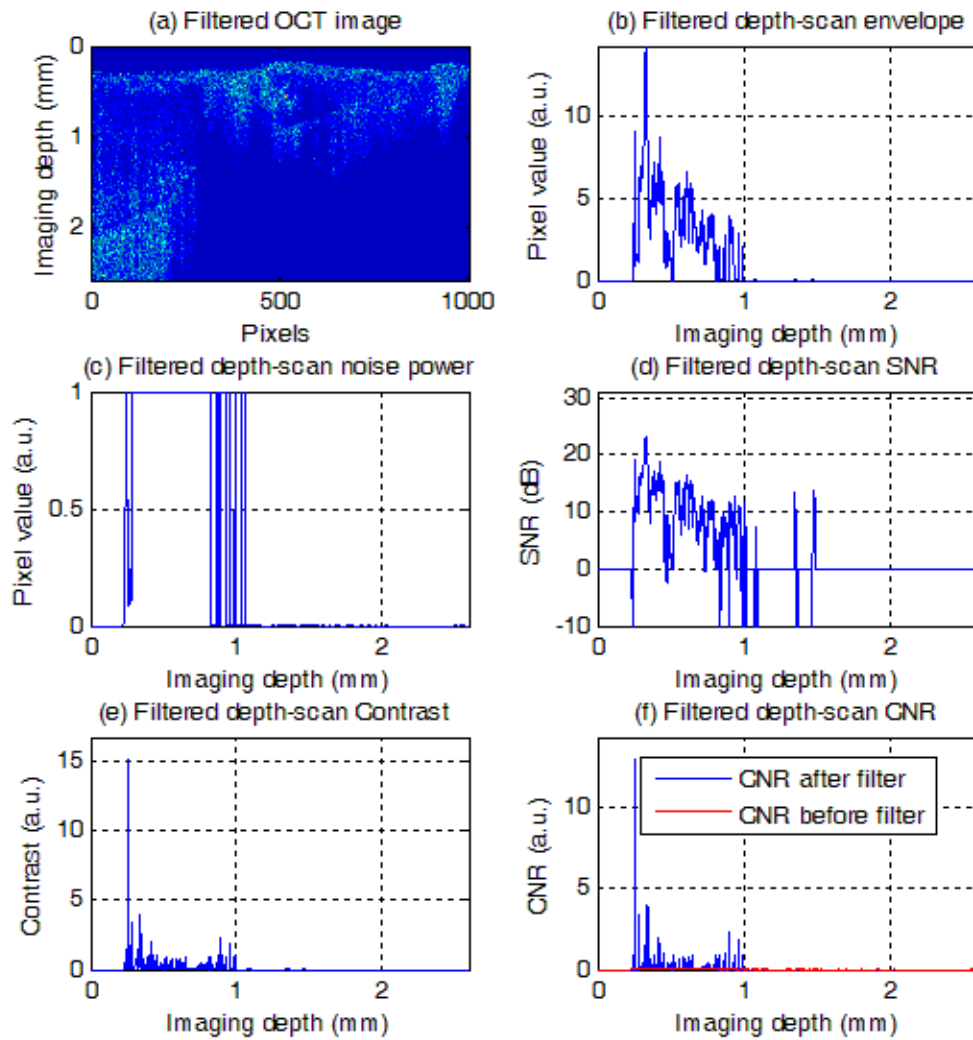 (a) Filtered OCT image
Imaging depth (mm)
0
1
2
0
500
1000
Pixels
(b) Filtered depth-scan envelope
Pixel value (a.u.)
10
5
0
0
1
2
Imaging depth (mm)
(c) Filtered depth-scan noise power
Pixel value (a.u.)
1
0.5
0
0
1
2
Imaging depth (mm)
(d) Filtered depth-scan SNR
SNR (dB)
30
20
10
0
-10
0
1
2
Imaging depth (mm)
(e) Filtered depth-scan Contrast
Contrast (a.u.)
15
10
5
0
0
1
2
Imaging depth (mm)
(f) Filtered depth-scan CNR
CNR (a.u.)
10
5
0
CNR after filter
CNR before filter
0
1
2
Imaging depth (mm)